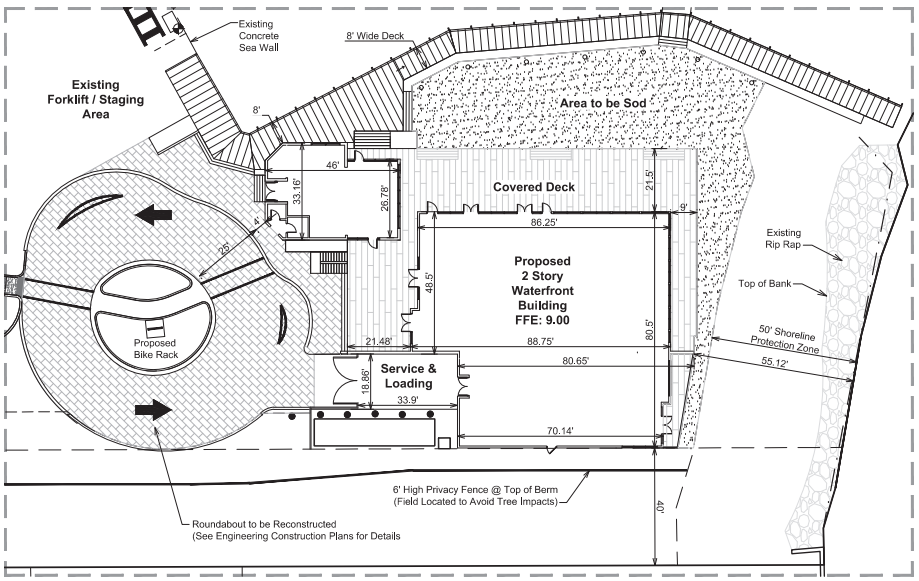 Existing
Concrete
Sea Wall
8' Wide Deck
Existing
Forklift / Staging
Area
Area to be Sod
8'
46'
33.16'
26.78'
Covered Deck
21.5'
9'
4'
25'
86.25'
Existing
Rip Rap
Proposed
2 Story
Waterfront
Building
FFE: 9.00
48.5'
80.5'
Top of Bank
Proposed
Bike Rack
50' Shoreline
Protection Zone
21.48'
88.75'
55.12'
80.65'
Service &
Loading
18.86'
33.9'
70.14'
6' High Privacy Fence @ Top of Berm
(Field Located to Avoid Tree Impacts)
40'
Roundabout to be Reconstructed
(See Engineering Construction Plans for Details